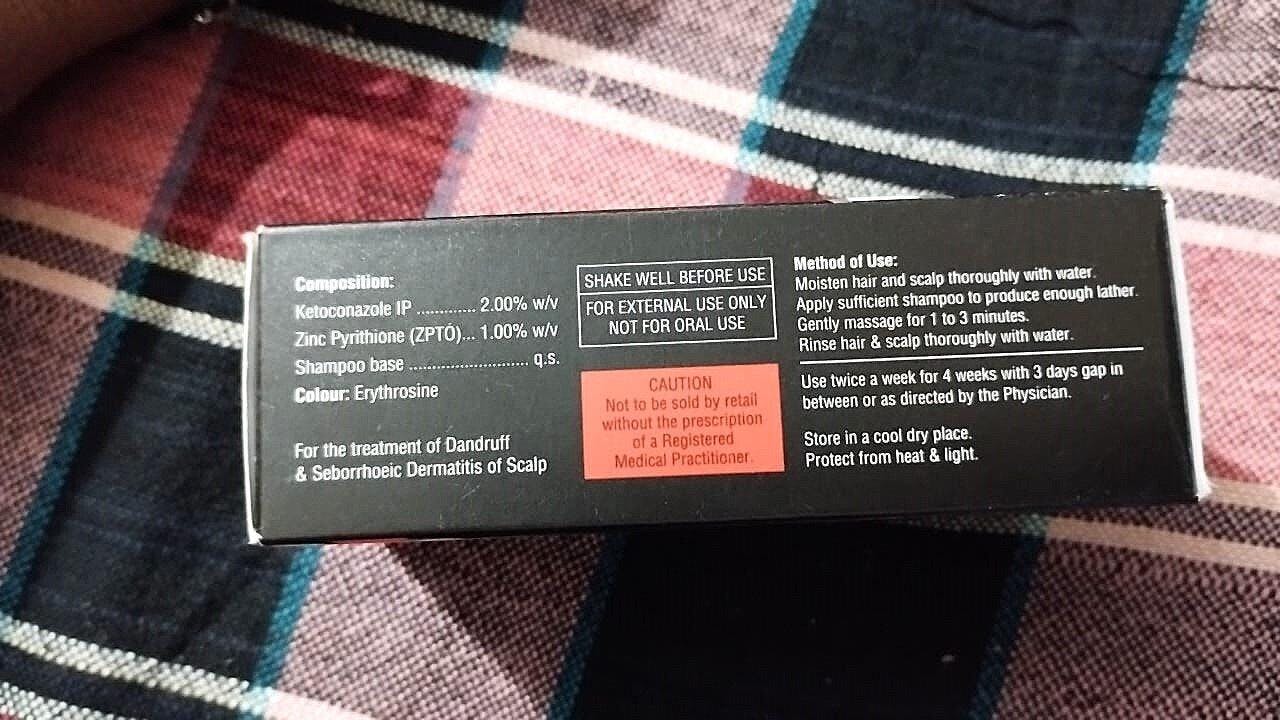 Composition:
Ketoconazole IP ............ 2.00% w/v
Zinc Pyrithione (ZPTO)... 1.00% w/v
Shampoo base ......................... q.s.
Colour: Erythrosine
For the treatment of Dandruff
& Seborrhoeic Dermatitis of Scalp
SHAKE WELL BEFORE USE
FOR EXTERNAL USE ONLY
NOT FOR ORAL USE
CAUTION
Not to be sold by retail
without the prescription
of a Registered
Medical Practitioner.
Method of Use:
Moisten hair and scalp thoroughly with water.
Apply sufficient shampoo to produce enough lather.
Gently massage for 1 to 3 minutes.
Rinse hair & scalp thoroughly with water.
Use twice a week for 4 weeks with 3 days gap in
between or as directed by the Physician.
Store in a cool dry place.
Protect from heat & light.